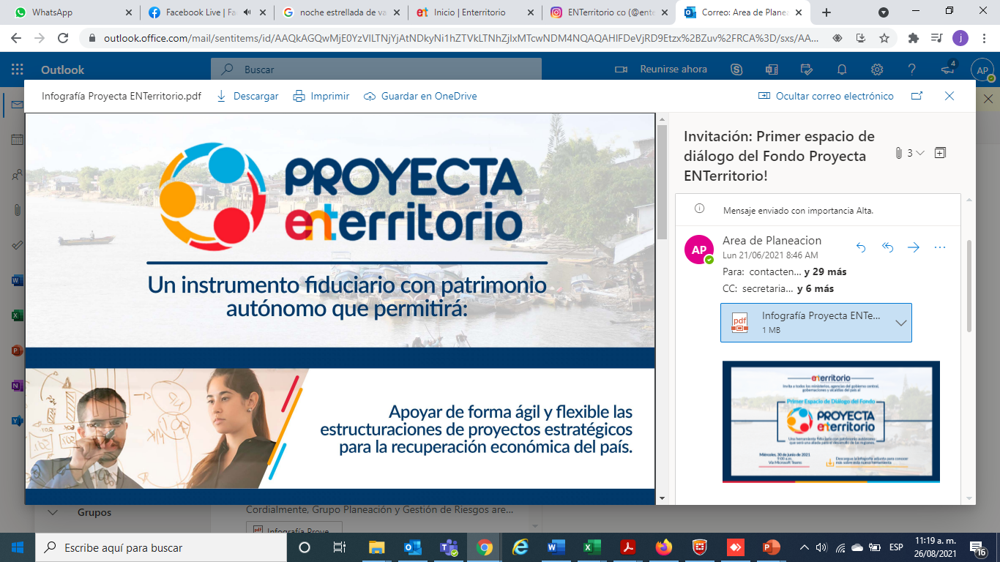 WhatsApp
Facebook Live | Fa
noche estrellada de va
Inicio | Enterritorio
ENTerritorio co (@ente
Correo: Area de Planea
outlook.office.com/mail/sentitems/id/AAQkAGQwMjE0YzVlLTNjYjAtNDkyNi1hZTVkLTNhZjIxMTcwNDM4NQAQAHlFDeVjRD9Etzx%2BZuv%2FRCA%3D/sxs/AA...
j
Outlook
Buscar
Reunirse ahora
4
AP
Infografía Proyecta ENTerritorio.pdf
Descargar
Imprimir
Guardar en OneDrive
Ocultar correo electrónico
PROYECTA
enterritorio
Un instrumento fiduciario con patrimonio
autónomo que permitirá:
Apoyar de forma ágil y flexible las
estructuraciones de proyectos estratégicos
para la recuperación económica del país.
Invitación: Primer espacio de
diálogo del Fondo Proyecta
ENTerritorio!
3
Mensaje enviado con importancia Alta.
AP
Area de Planeacion
Lun 21/06/2021 8:46 AM
Para: contacten... y 29 más
CC: secretaria... y 6 más
pdf
Infografía Proyecta ENTe...
1 MB
enterritorio
Invita a todos los ministerios, agencias del gobierno central,
gobernaciones y alcaldías del país al
Primer Espacio de Diálogo del Fondo
PROYECTA
enterritorio
Una herramienta fiduciaria con patrimonio autónomo
que será una aliada para el desarrollo de las regiones.
Miércoles, 30 de junio de 2021
9:00 a.m.
Vía Microsoft Teams
Descargue la infografía adjunta para conocer
más sobre esta nueva herramienta
Grupos
Cordialmente, Grupo Planeación y Gestión de Riesgos are...
Infografía Proye...
Escribe aquí para buscar
ESP
11:19 a. m.
26/08/2021
16